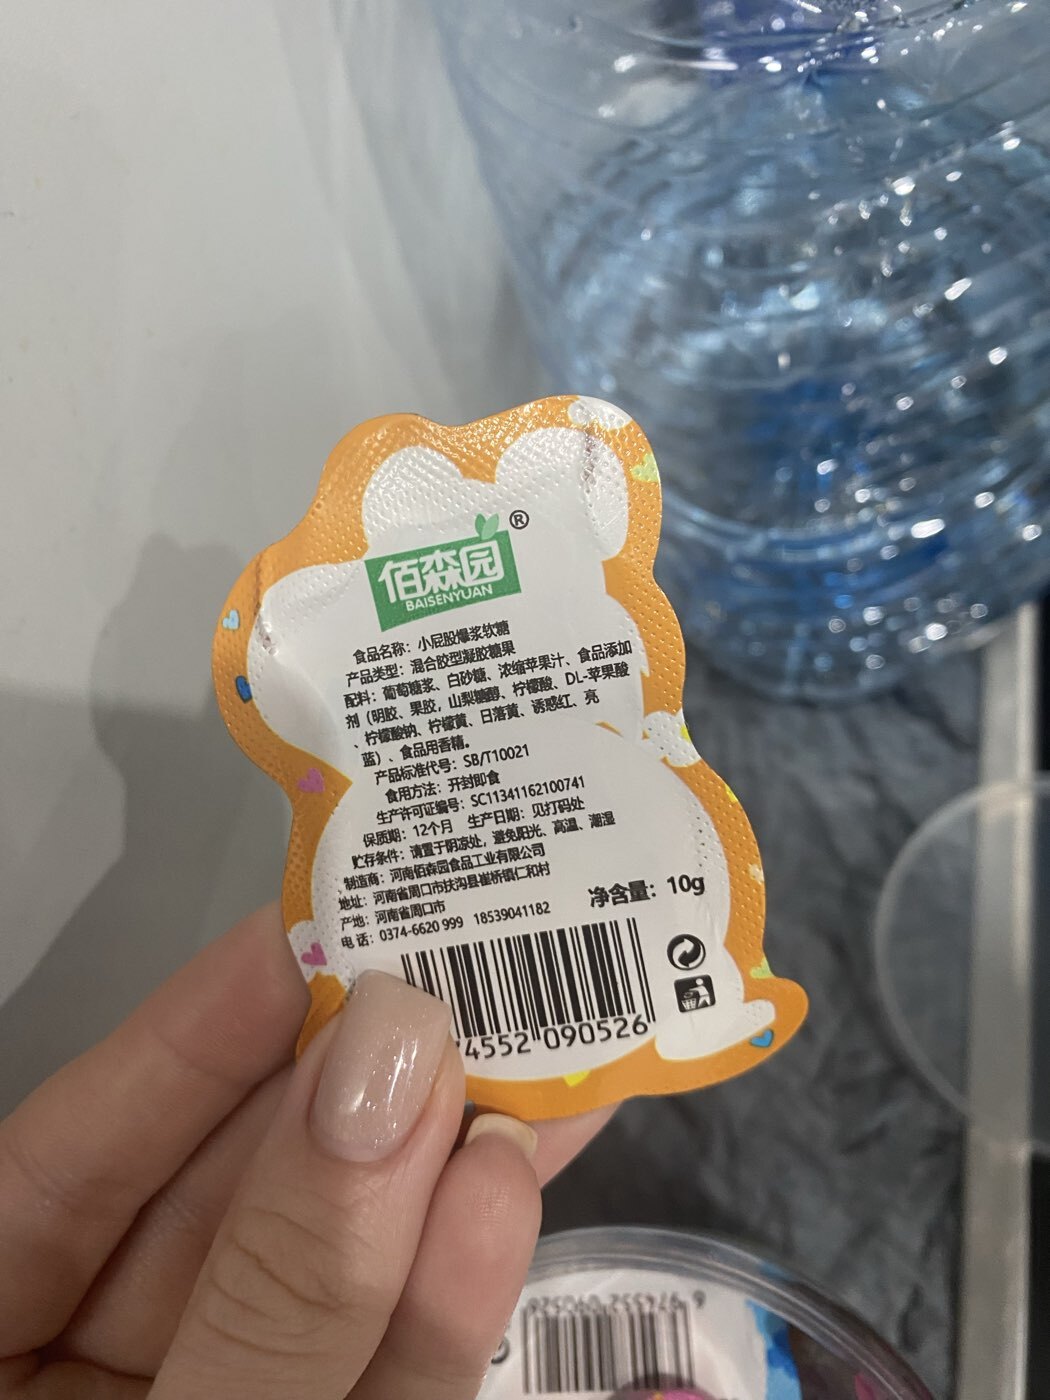 佰森园®
BAISENYUAN
食品名称：小屁股爆浆软糖
产品类型：混合胶型凝胶糖果
配料：葡萄糖浆、白砂糖、浓缩苹果汁、食品添加
剂（明胶、果胶，山梨糖醇、柠檬酸、DL-苹果酸
、柠檬酸钠、柠檬黄、日落黄、诱惑红、亮
蓝）、食品用香精。
产品标准代号：SB/T10021
食用方法：开封即食
生产许可证编号：SC11341162100741
保质期：12个月 生产日期：见打码处
贮存条件：请置于阴凉处，避免阳光、高温、潮湿
制造商：河南佰森园食品工业有限公司
地址：河南省周口市扶沟县崔桥镇仁和村
产地：河南省周口市
电话：0374-6620 999 18539041182
净含量：10g
4552 090526
6 974552 090526